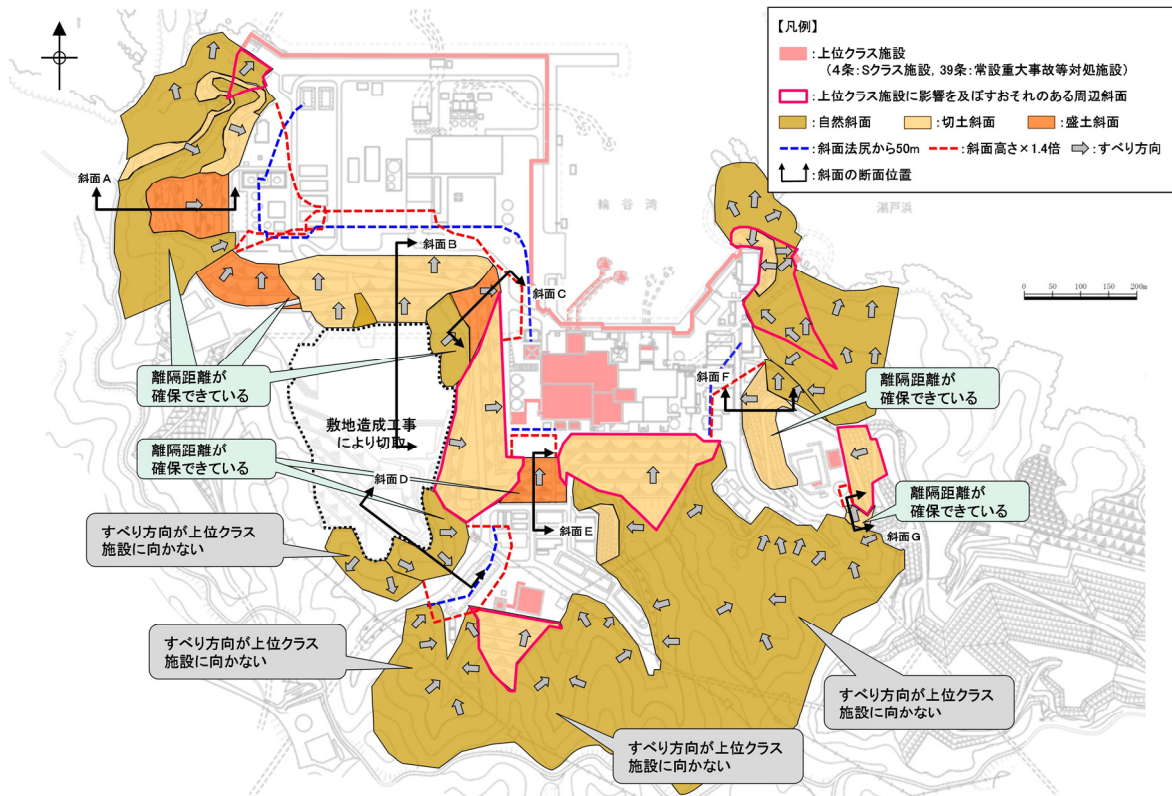 【凡例】
:上位クラス施設
(4条:Sクラス施設,39条:常設重大事故等対処施設)
:上位クラス施設に影響を及ぼすおそれのある周辺斜面
:自然斜面
:切土斜面
:盛土斜面
:斜面法尻から50m
:斜面高さ×1.4倍
:すべり方向
:斜面の断面位置
斜面A
輪谷湾
湯戸浜
斜面B
斜面C
0 50 100 150 200m
離隔距離が
確保できている
斜面F
離隔距離が
確保できている
敷地造成工事
により切取
離隔距離が
確保できている
斜面D
離隔距離が
確保できている
すべり方向が上位クラス
施設に向かない
斜面E
斜面G
すべり方向が上位クラス
施設に向かない
すべり方向が上位クラス
施設に向かない
すべり方向が上位クラス
施設に向かない